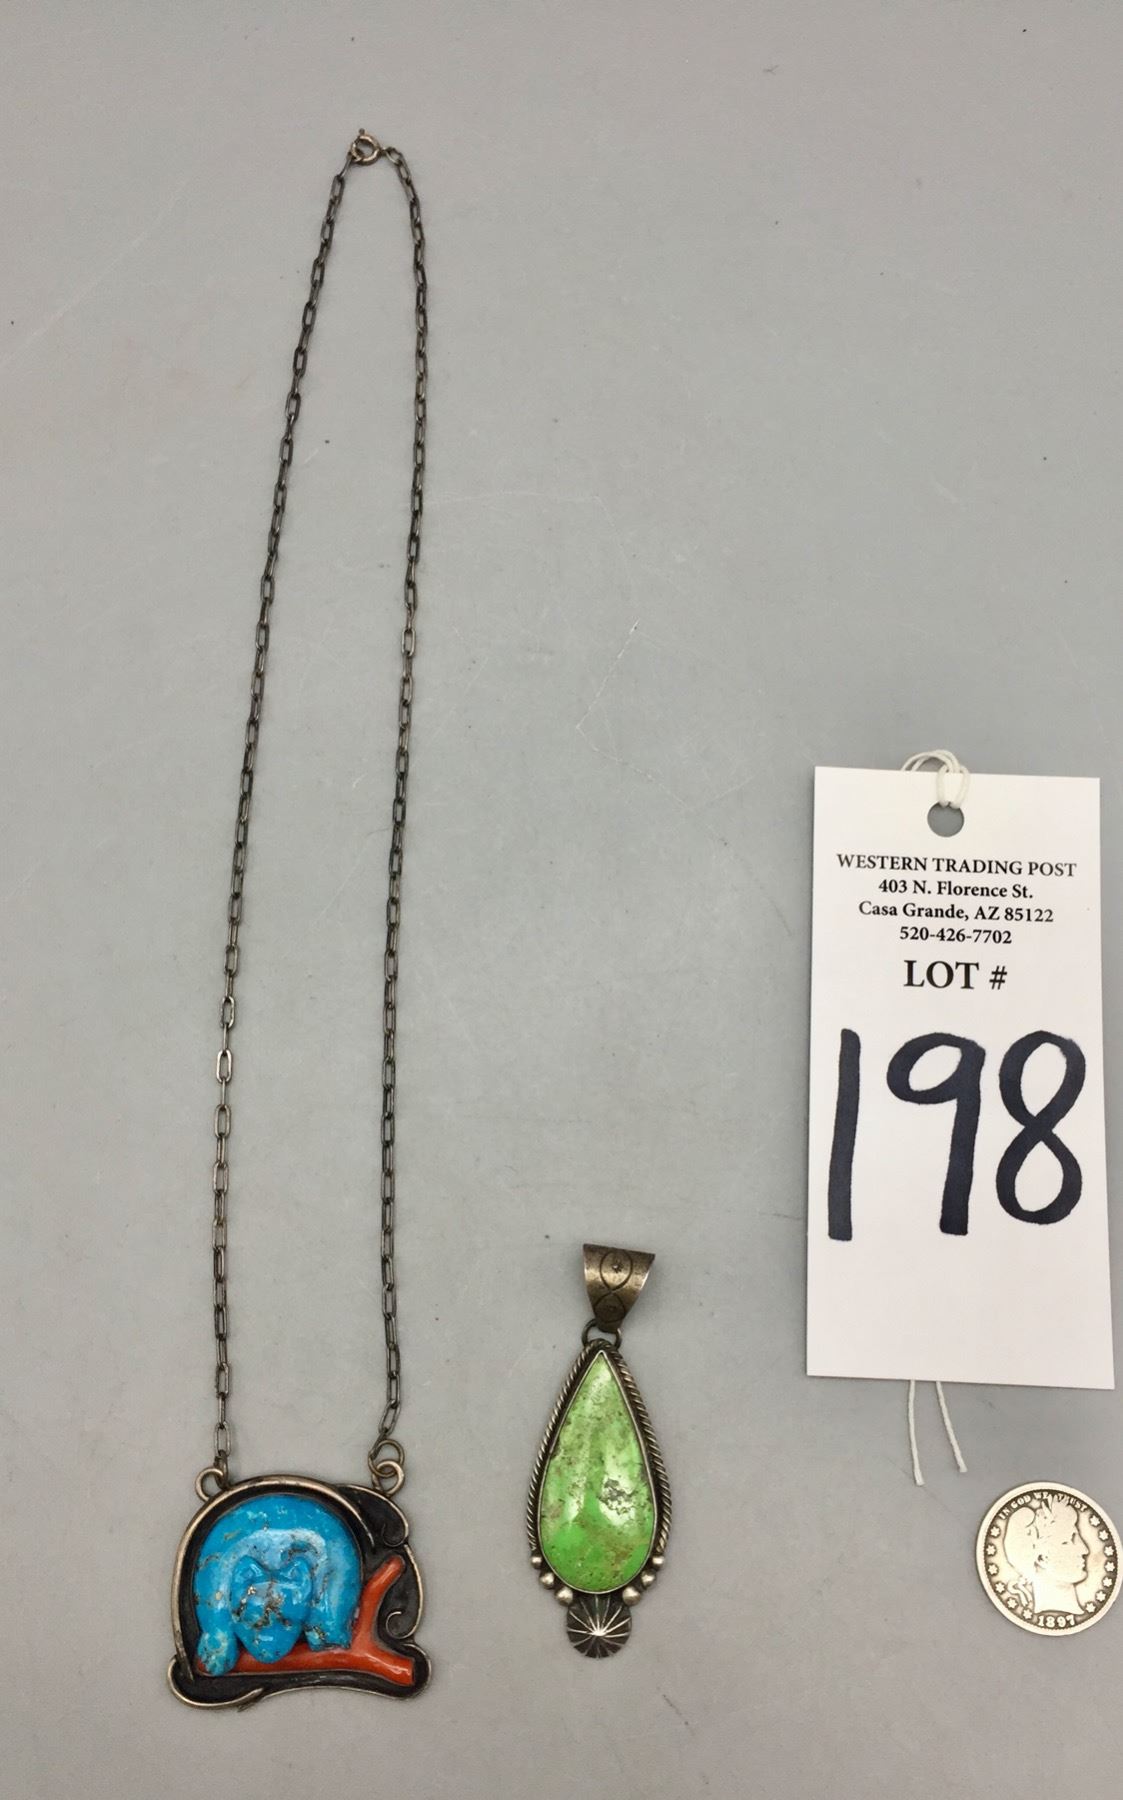 WESTERN TRADING POST
403 N. Florence St.
Casa Grande, AZ 85122
520-426-7702
LOT #
198
IN GOD WE TRUST
1897